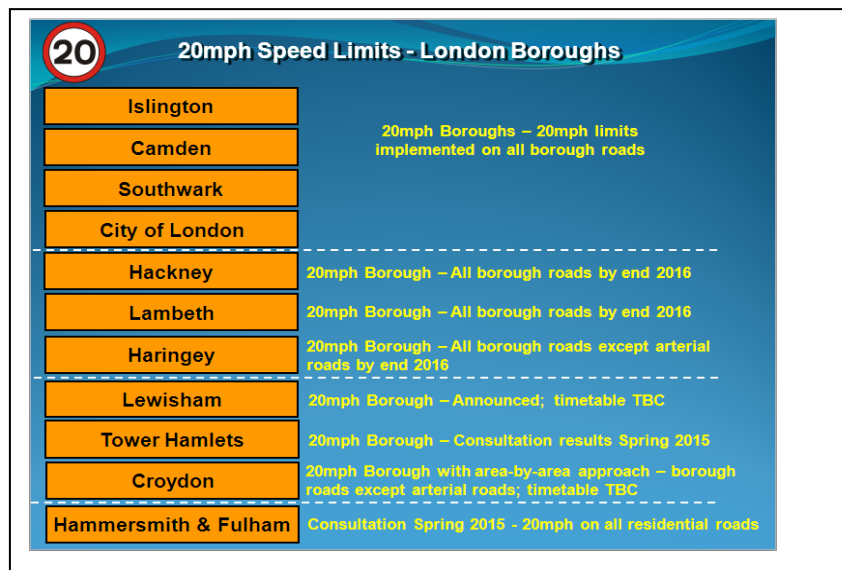 20
20mph Speed Limits - London Boroughs
Islington
Camden
20mph Boroughs – 20mph limits
implemented on all borough roads
Southwark
City of London
Hackney
20mph Borough – All borough roads by end 2016
Lambeth
20mph Borough – All borough roads by end 2016
Haringey
20mph Borough – All borough roads except arterial
roads by end 2016
Lewisham
20mph Borough – Announced; timetable TBC
Tower Hamlets
20mph Borough – Consultation results Spring 2015
Croydon
20mph Borough with area-by-area approach – borough
roads except arterial roads; timetable TBC
Hammersmith & Fulham
Consultation Spring 2015 - 20mph on all residential roads